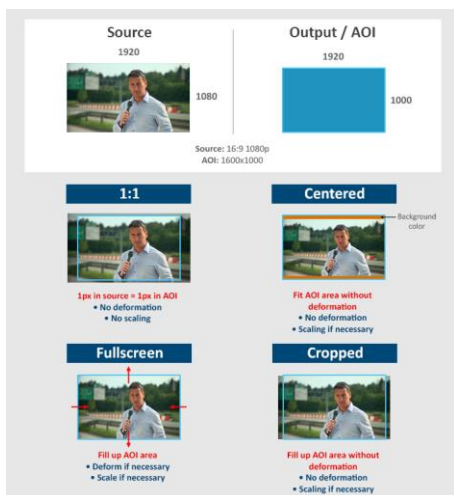 Source
Output / AOI
1920
1920
1080
1000
Source: 16:9 1080p
AOI: 1600x1000
1:1
Centered
Background
color
1px in source = 1px in AOI
• No deformation
• No scaling
Fit AOI area without
deformation
• No deformation
• Scaling if necessary
Fullscreen
Cropped
Fill up AOI area
• Deform if necessary
• Scale if necessary
Fill up AOI area without
deformation
• No deformation
• Scaling if necessary